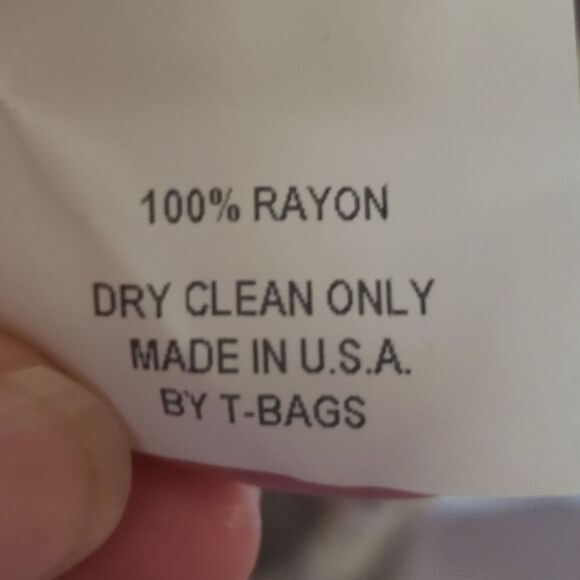 100% RAYON
DRY CLEAN ONLY
MADE IN U.S.A.
BY T-BAGS